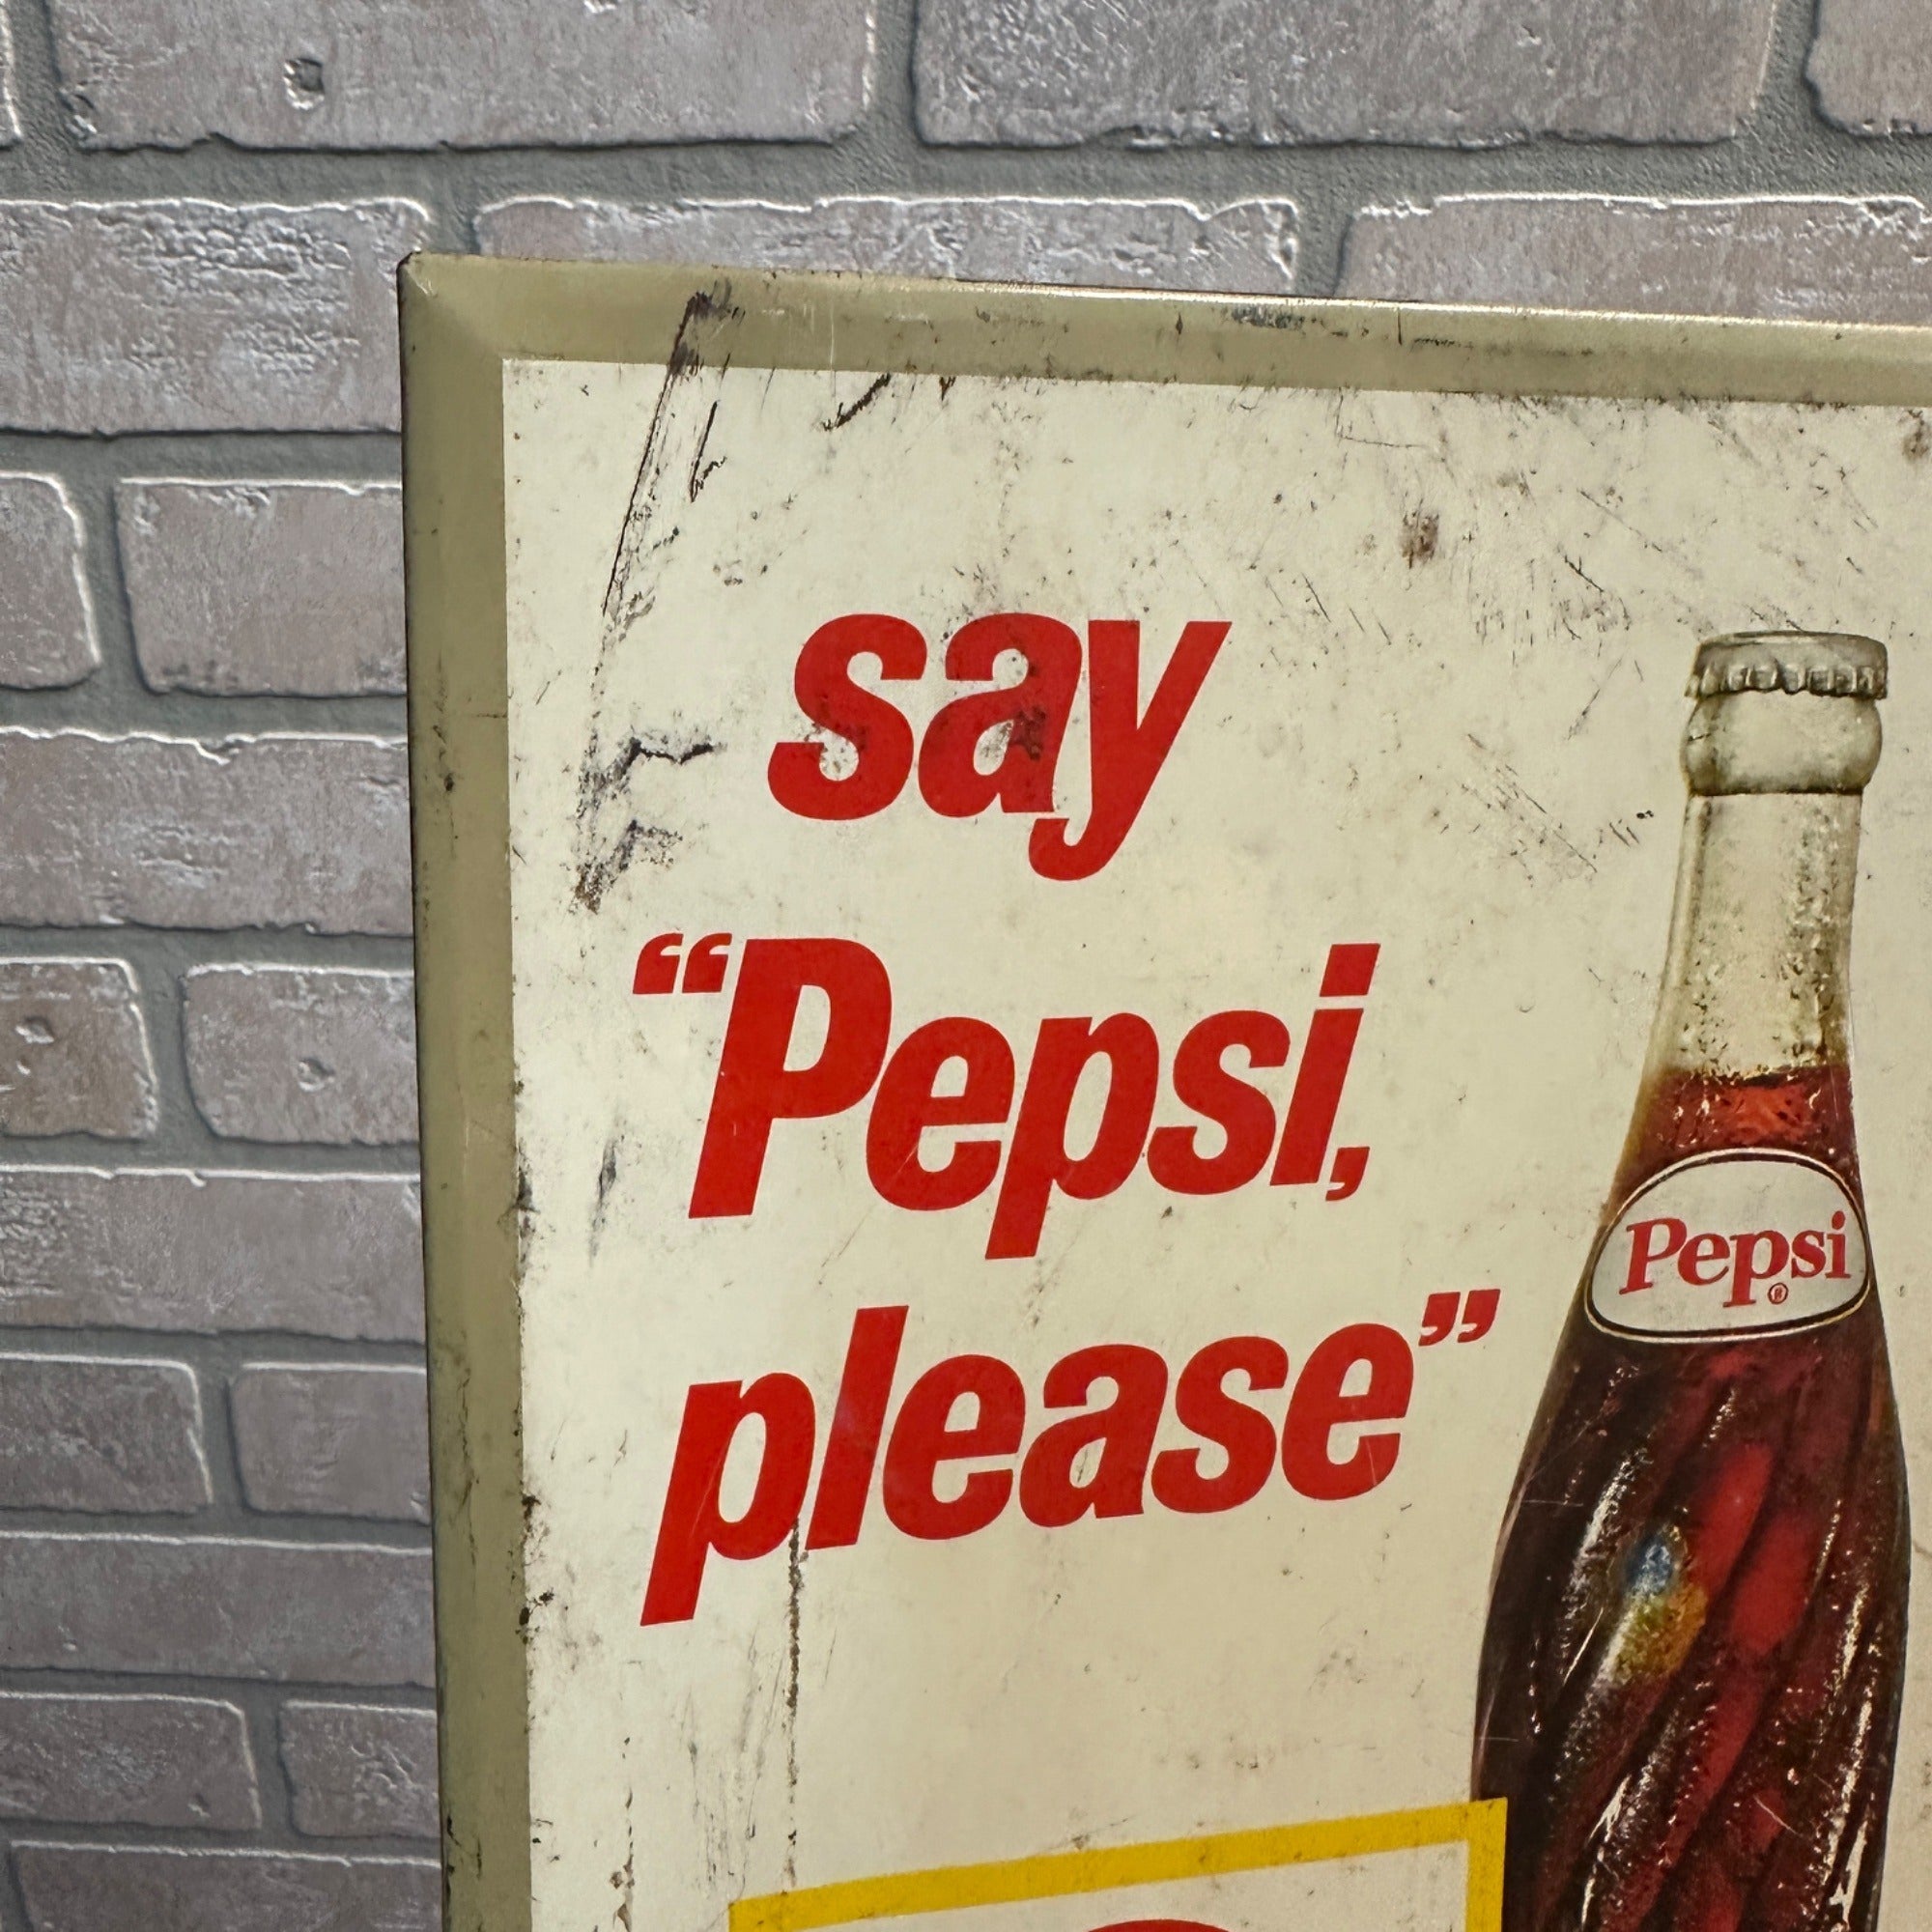 say
“Pepsi,
please”
Pepsi
®